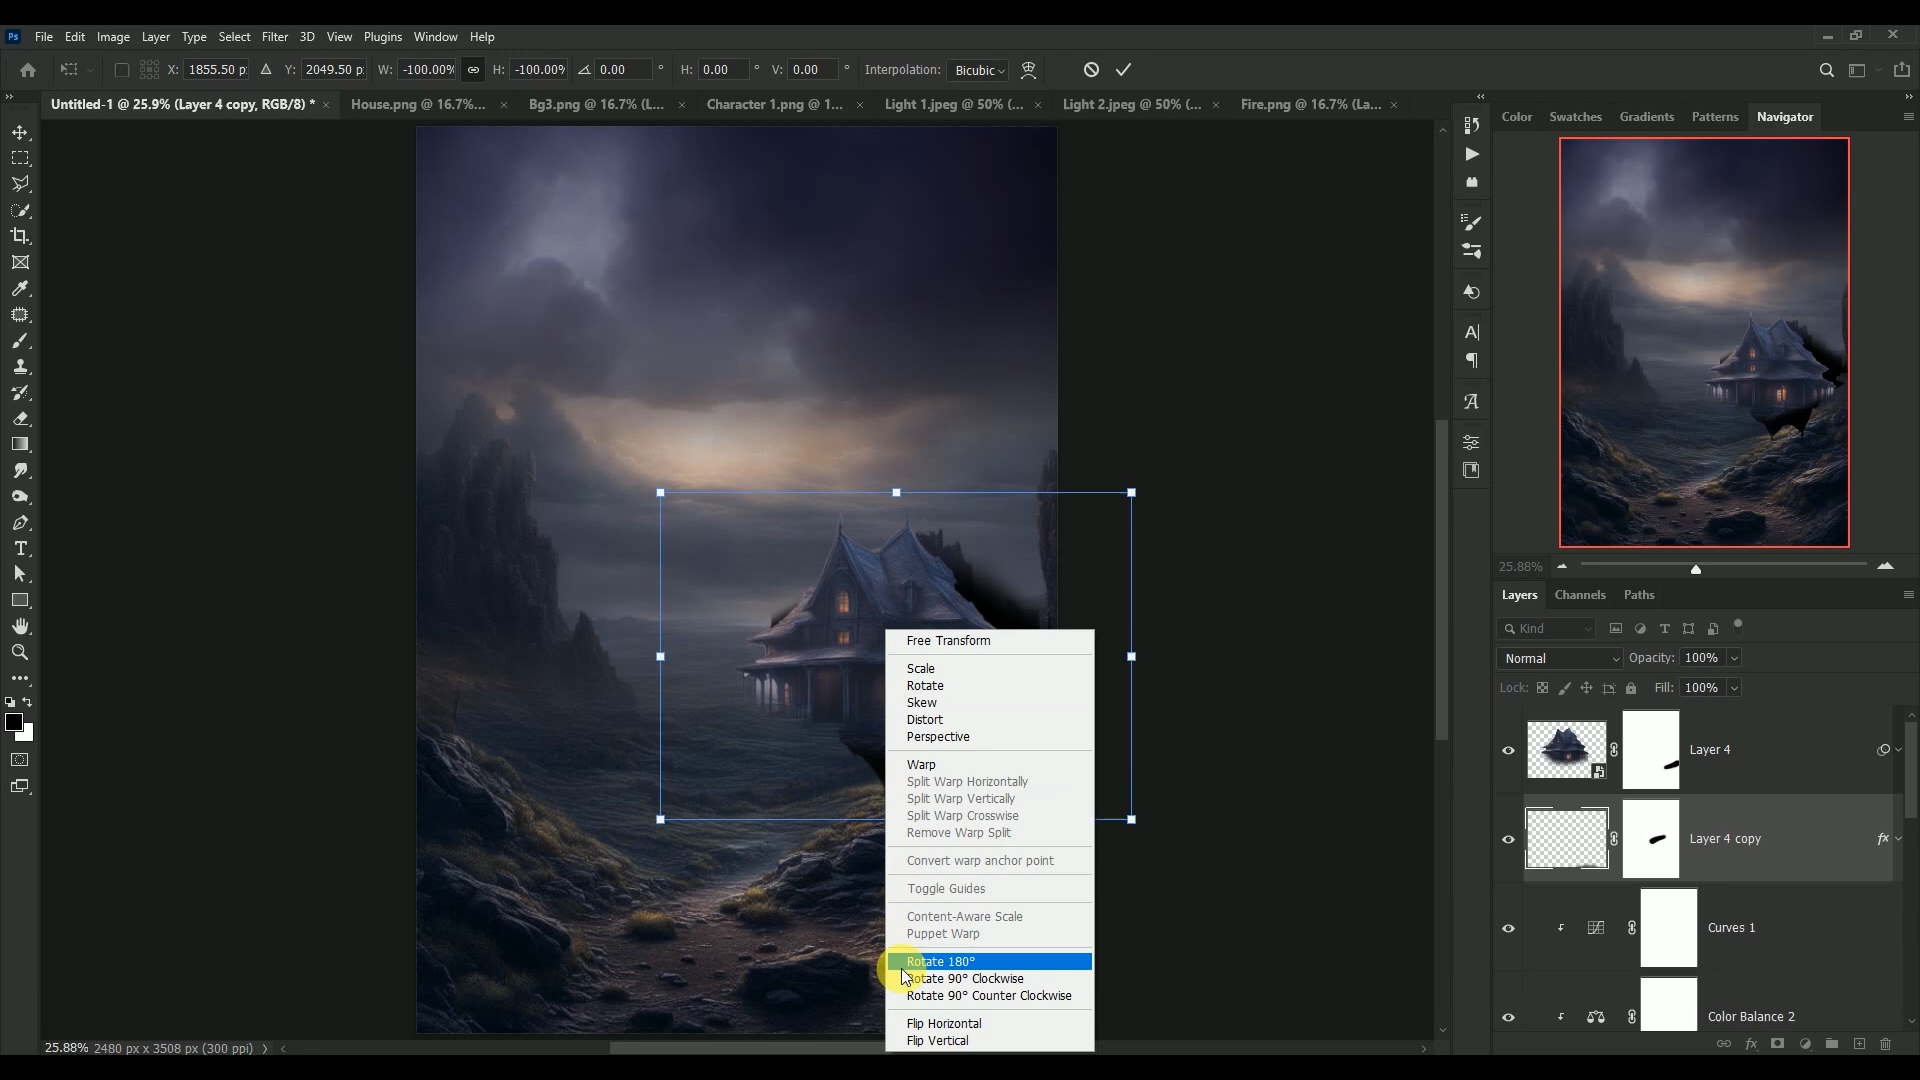 Ps File Edit Image Layer Type Select Filter 3D View Plugins Window Help
X: 1855.50 p Y: 2049.50 p W: -100.00% H: -100.00% 0.00 ° H: 0.00 ° V: 0.00 ° Interpolation: Bicubic
Untitled-1 @ 25.9% (Layer 4 copy, RGB/8) * × House.png @ 16.7%... × Bg3.png @ 16.7% (L... × Character 1.png @ 1... × Light 1.jpeg @ 50% (... × Light 2.jpeg @ 50% (... × Fire.png @ 16.7% (La... ×
Color Swatches Gradients Patterns Navigator
25.88%
Layers Channels Paths
Kind
Normal Opacity: 100%
Lock: Fill: 100%
Layer 4
Layer 4 copy fx
Curves 1
Color Balance 2
Free Transform
Scale
Rotate
Skew
Distort
Perspective
Warp
Split Warp Horizontally
Split Warp Vertically
Split Warp Crosswise
Remove Warp Split
Convert warp anchor point
Toggle Guides
Content-Aware Scale
Puppet Warp
Rotate 180°
Rotate 90° Clockwise
Rotate 90° Counter Clockwise
Flip Horizontal
Flip Vertical
25.88% 2480 px x 3508 px (300 ppi)